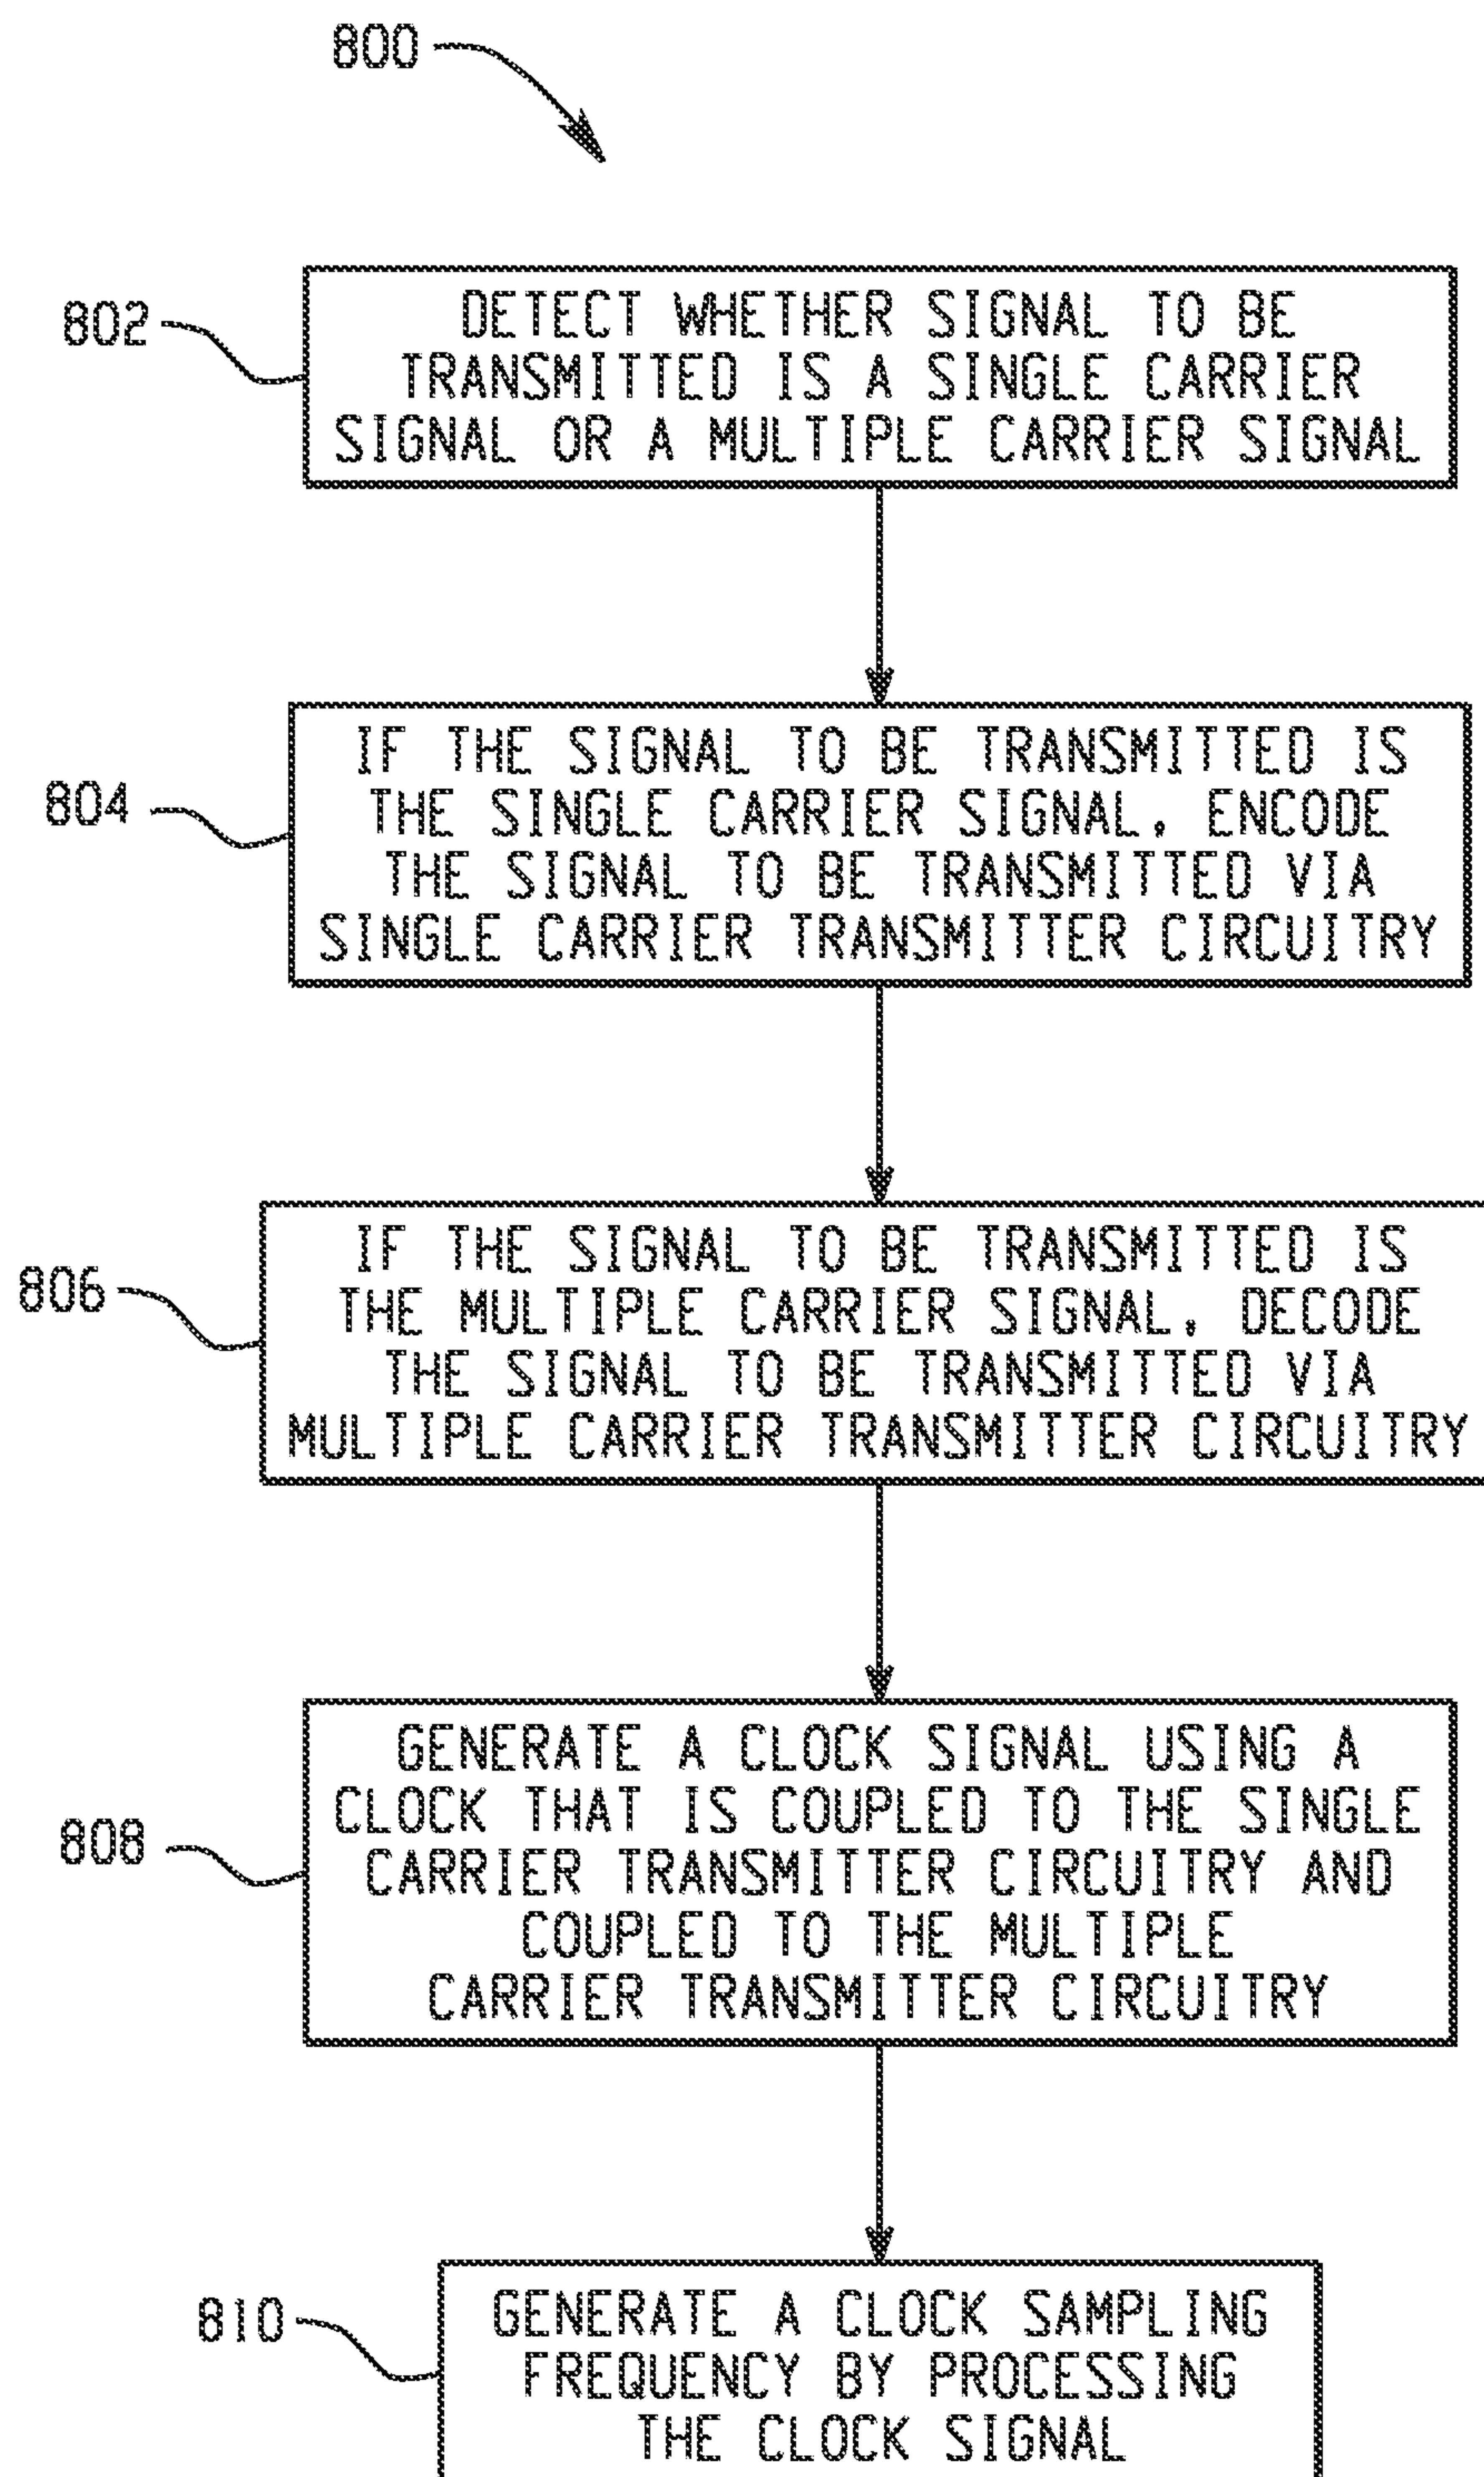 800
802
DETECT WHETHER SIGNAL TO BE
TRANSMITTED IS A SINGLE CARRIER
SIGNAL OR A MULTIPLE CARRIER SIGNAL
804
IF THE SIGNAL TO BE TRANSMITTED IS
THE SINGLE CARRIER SIGNAL, ENCODE
THE SIGNAL TO BE TRANSMITTED VIA
SINGLE CARRIER TRANSMITTER CIRCUITRY
806
IF THE SIGNAL TO BE TRANSMITTED IS
THE MULTIPLE CARRIER SIGNAL, DECODE
THE SIGNAL TO BE TRANSMITTED VIA
MULTIPLE CARRIER TRANSMITTER CIRCUITRY
808
GENERATE A CLOCK SIGNAL USING A
CLOCK THAT IS COUPLED TO THE SINGLE
CARRIER TRANSMITTER CIRCUITRY AND
COUPLED TO THE MULTIPLE
CARRIER TRANSMITTER CIRCUITRY
810
GENERATE A CLOCK SAMPLING
FREQUENCY BY PROCESSING
THE CLOCK SIGNAL